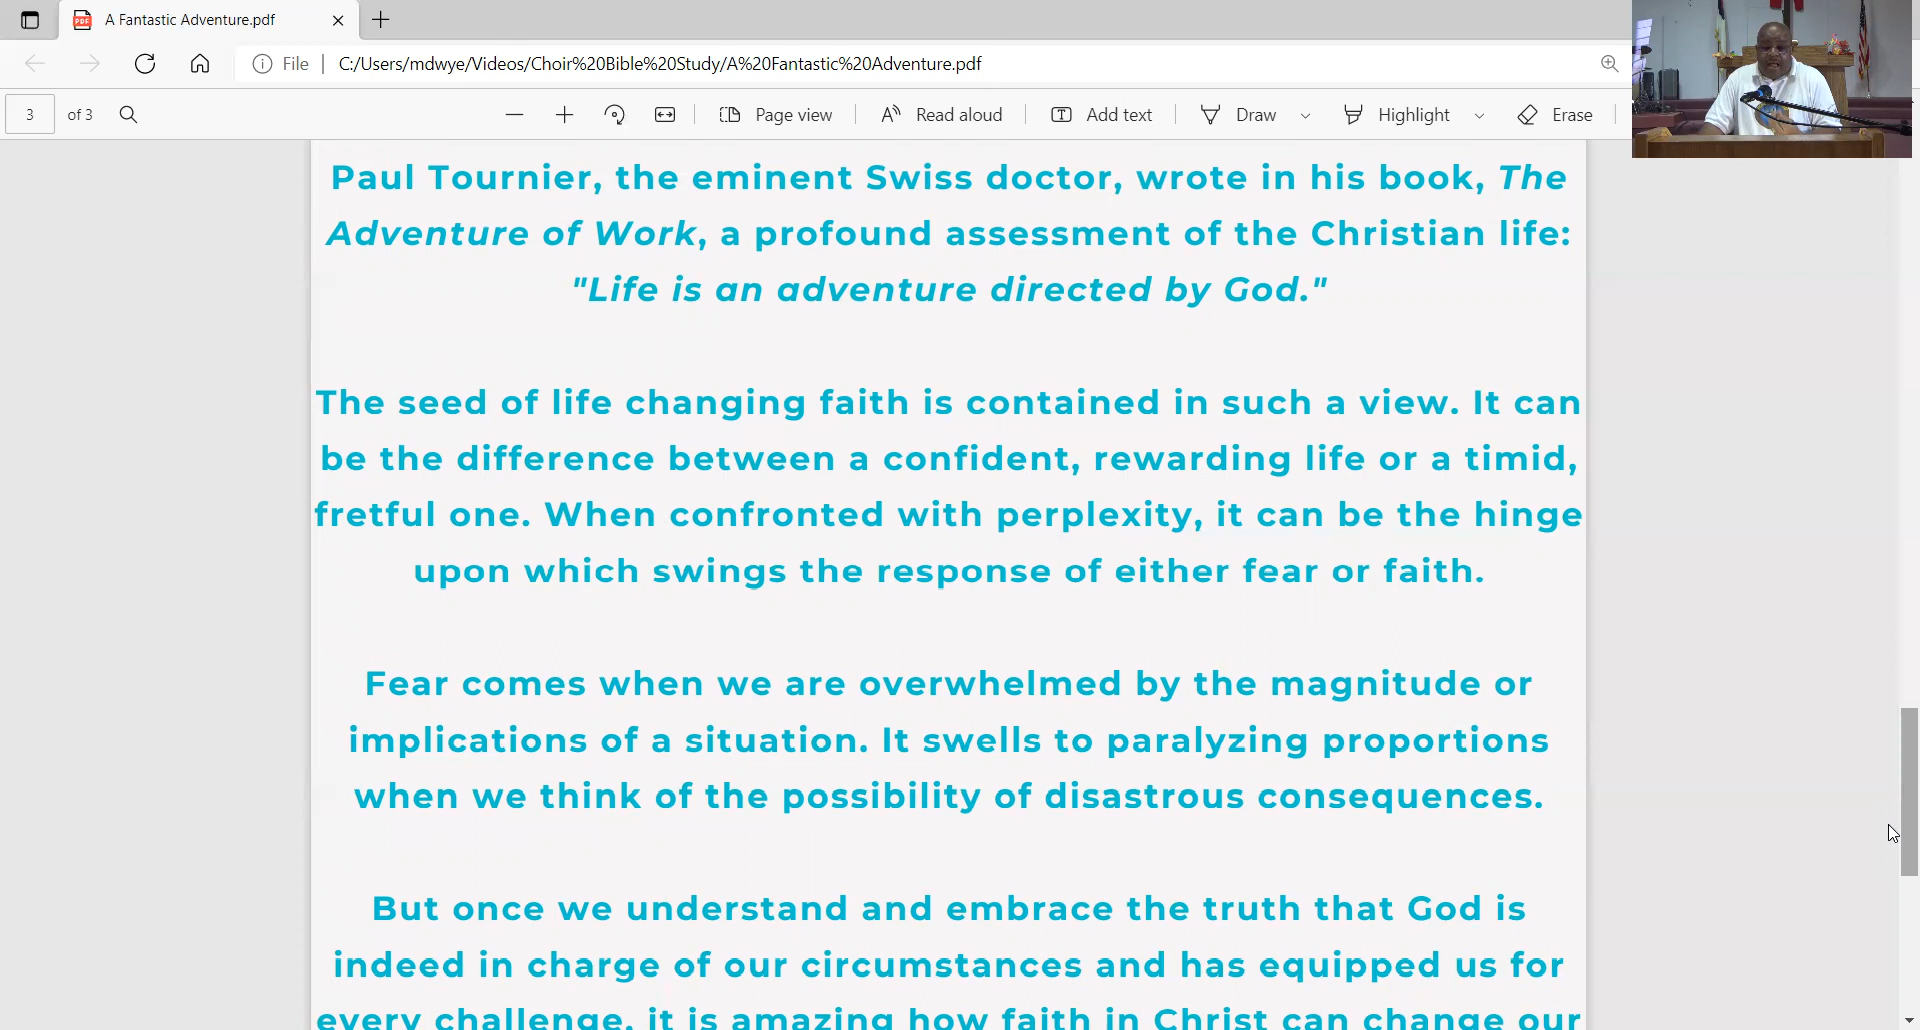 A Fantastic Adventure.pdf
File
C:/Users/mdwye/Videos/Choir%20Bible%20Study/A%20Fantastic%20Adventure.pdf
3 of 3
Page view
Read aloud
Add text
Draw
Highlight
Erase
Paul Tournier, the eminent Swiss doctor, wrote in his book, The
Adventure of Work, a profound assessment of the Christian life:
"Life is an adventure directed by God."
The seed of life changing faith is contained in such a view. It can
be the difference between a confident, rewarding life or a timid,
fretful one. When confronted with perplexity, it can be the hinge
upon which swings the response of either fear or faith.
Fear comes when we are overwhelmed by the magnitude or
implications of a situation. It swells to paralyzing proportions
when we think of the possibility of disastrous consequences.
But once we understand and embrace the truth that God is
indeed in charge of our circumstances and has equipped us for
every challenge, it is amazing how faith in Christ can change our